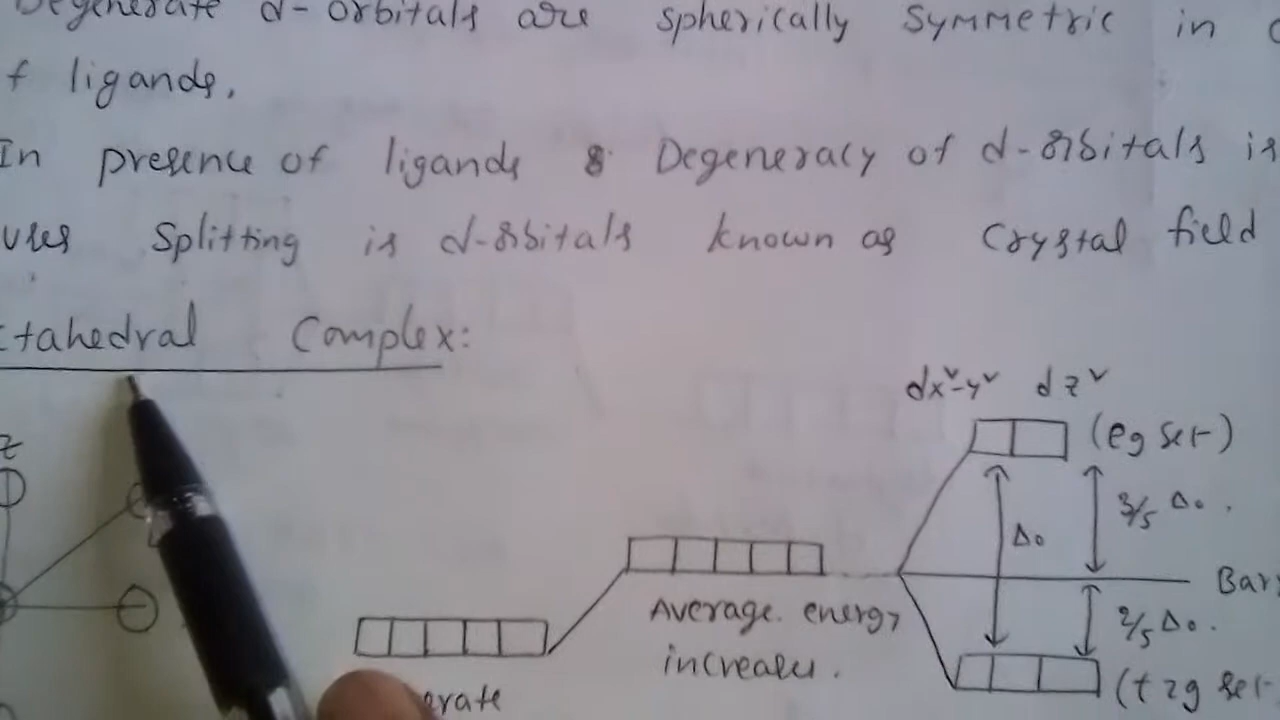 Degenerate d-orbitals are spherically symmetric in
f ligands.
In presence of ligands Degeneracy of d-orbitals is
Splitting is d-orbitals known as Crystal field
ctahedral Complex:
z
dx²-y² dz²
(eg set)
3/5 Δo.
Δo
Bar
Average energy
increases.
2/5 Δo.
erate
(t2g set